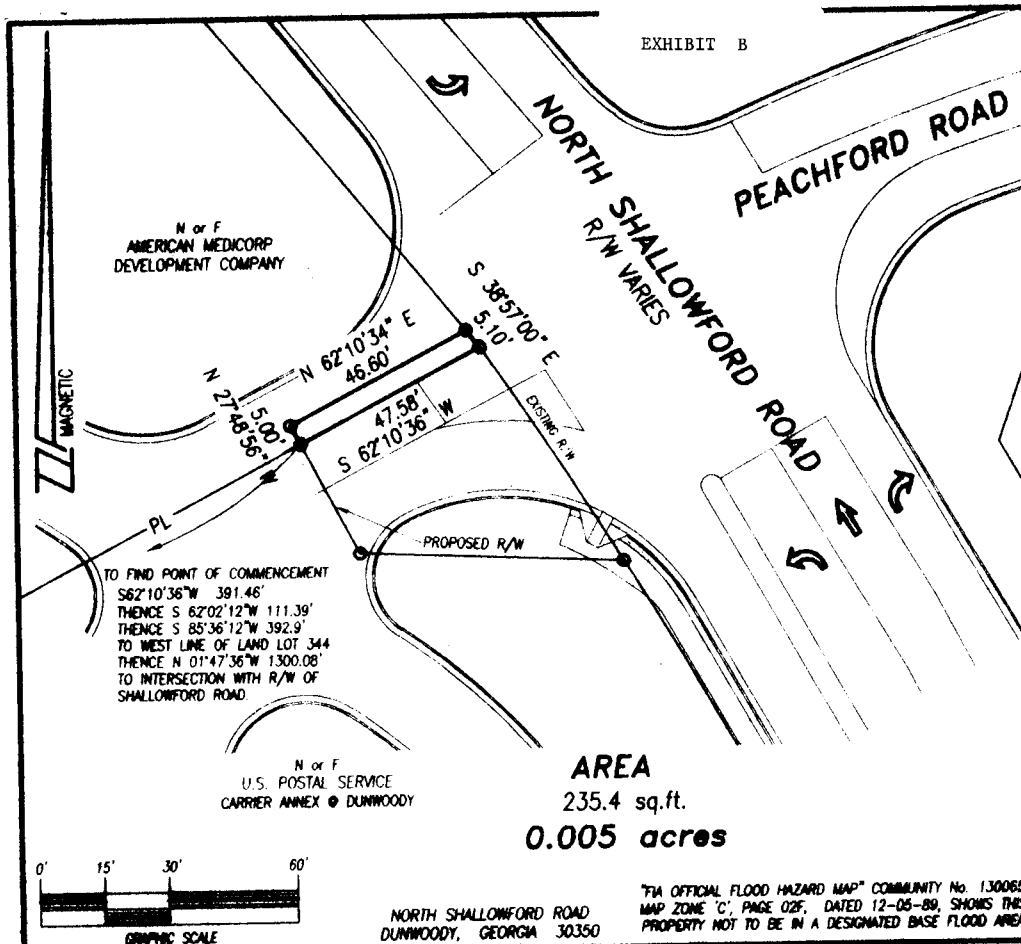 EXHIBIT B
NORTH SHALLOWFORD ROAD
R/W VARIES
PEACHFORD ROAD
N or F
AMERICAN MEDICORP
DEVELOPMENT COMPANY
MAGNETIC
S 38°57'00" E
5.10'
N 62°10'34" E
46.60'
N 27°48'56" W
5.00'
47.58'
S 62°10'36" W
EXISTING R/W
PL
PROPOSED R/W
TO FIND POINT OF COMMENCEMENT
S62°10'36"W 391.46'
THENCE S 62°02'12"W 111.39'
THENCE S 85°36'12"W 392.9'
TO WEST LINE OF LAND LOT 344
THENCE N 01°47'36"W 1300.08'
TO INTERSECTION WITH R/W OF
SHALLOWFORD ROAD.
N or F
U.S. POSTAL SERVICE
CARRIER ANNEX @ DUNWOODY
AREA
235.4 sq.ft.
0.005 acres
0' 15' 30' 60'
GRAPHIC SCALE
NORTH SHALLOWFORD ROAD
DUNWOODY, GEORGIA 30350
"FIA OFFICIAL FLOOD HAZARD MAP" COMMUNITY No. 130065
MAP ZONE 'C', PAGE 02F, DATED 12-05-89, SHOWS THIS
PROPERTY NOT TO BE IN A DESIGNATED BASE FLOOD AREA